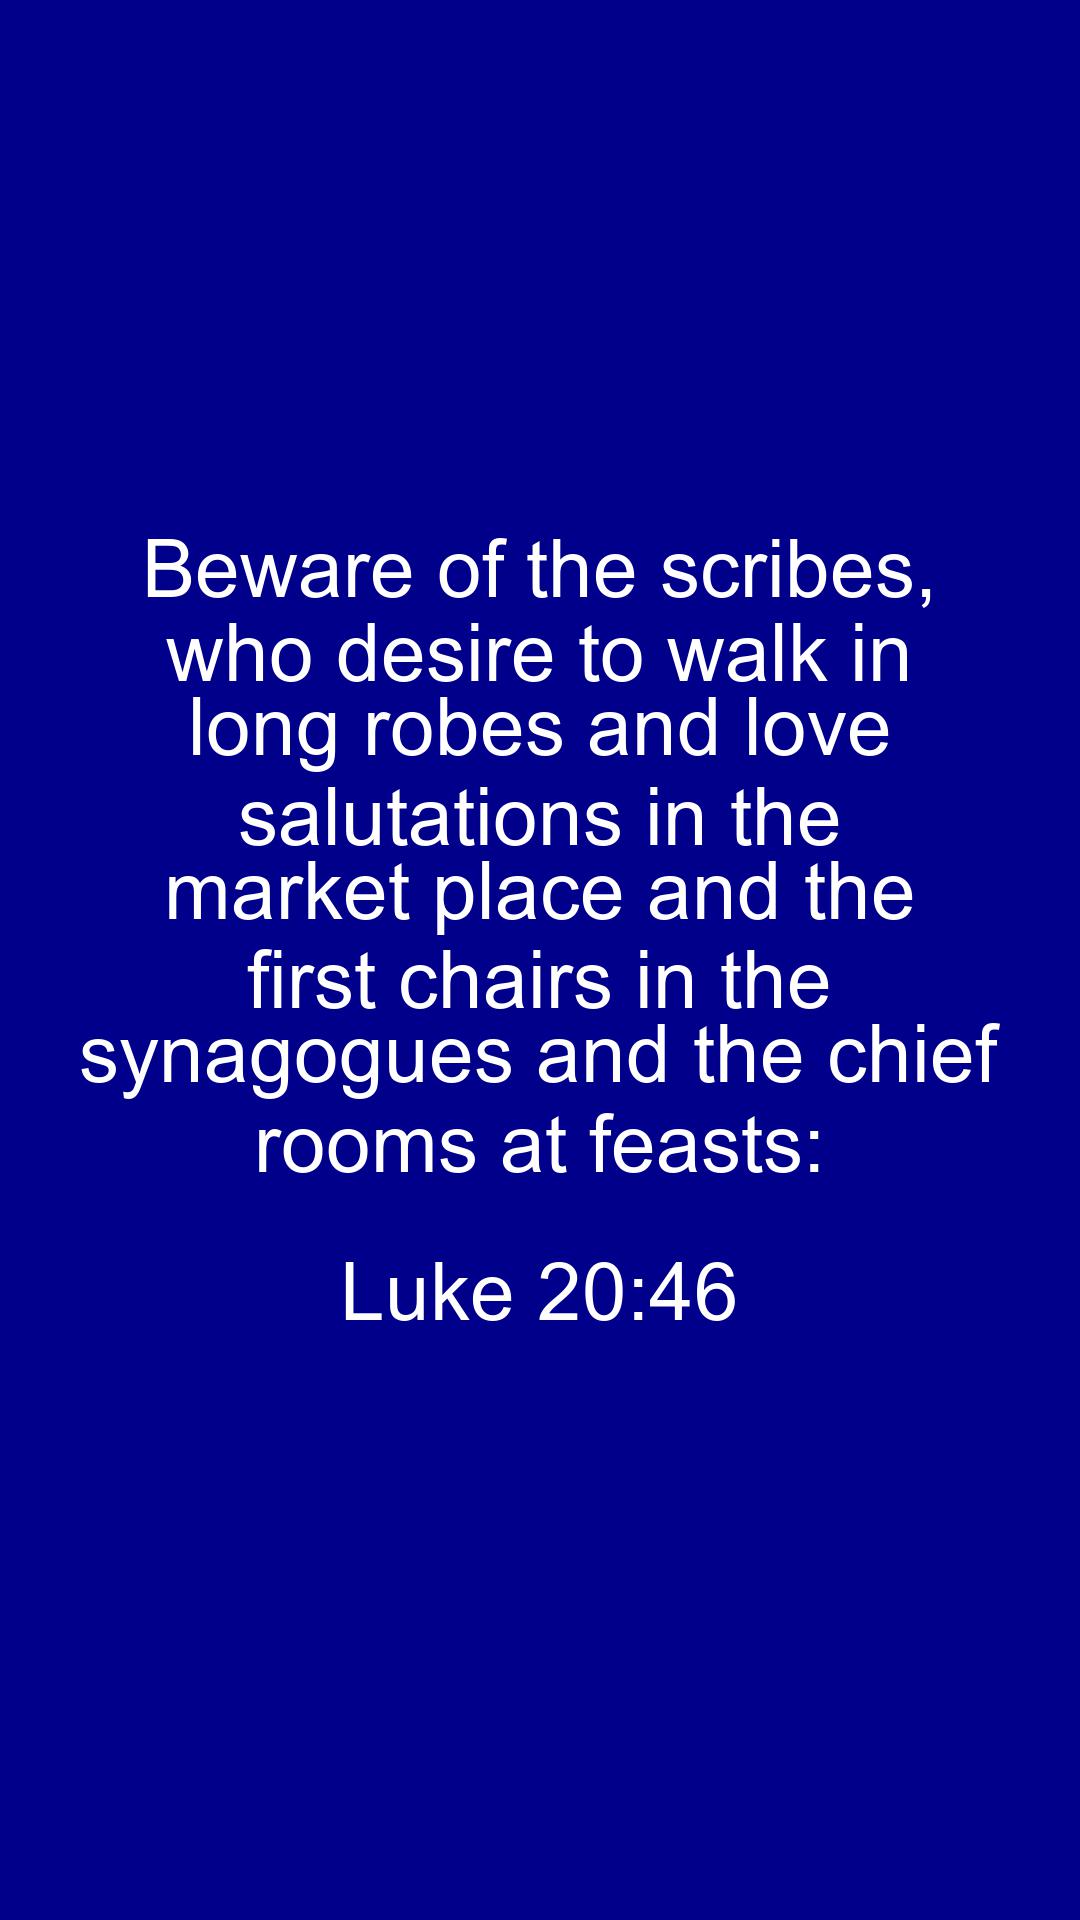 Beware of the scribes,
who desire to walk in
long robes and love
salutations in the
market place and the
first chairs in the
synagogues and the chief
rooms at feasts:
Luke 20:46